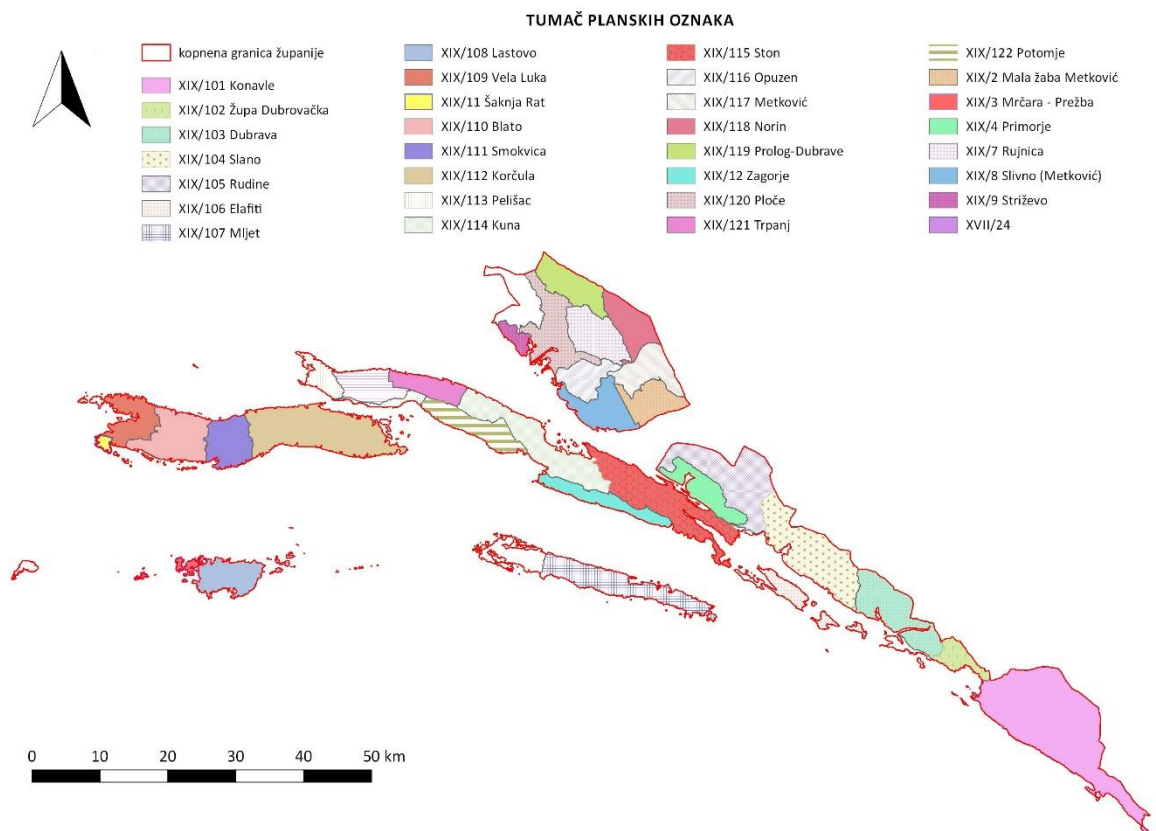 TUMAČ PLANSKIH OZNAKA
kopnena granica županije
XIX/101 Konavle
XIX/102 Župa Dubrovačka
XIX/103 Dubrava
XIX/104 Slano
XIX/105 Rudine
XIX/106 Elafiti
XIX/107 Mljet
XIX/108 Lastovo
XIX/109 Vela Luka
XIX/11 Šaknja Rat
XIX/110 Blato
XIX/111 Smokvica
XIX/112 Korčula
XIX/113 Pelišac
XIX/114 Kuna
XIX/115 Ston
XIX/116 Opuzen
XIX/117 Metković
XIX/118 Norin
XIX/119 Prolog-Dubrave
XIX/12 Zagorje
XIX/120 Ploče
XIX/121 Trpanj
XIX/122 Potomje
XIX/2 Mala žaba Metković
XIX/3 Mrčara - Prežba
XIX/4 Primorje
XIX/7 Rujnica
XIX/8 Slivno (Metković)
XIX/9 Striževo
XVII/24
0 10 20 30 40 50 km